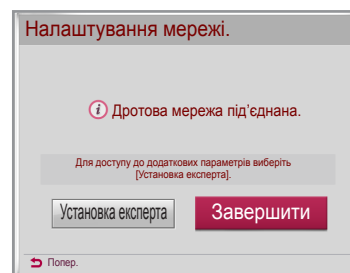 Налаштування мережі.
Дротова мережа під'єднана.
Для доступу до додаткових параметрів виберіть
[Установка експерта].
Установка експерта Завершити
Попер.